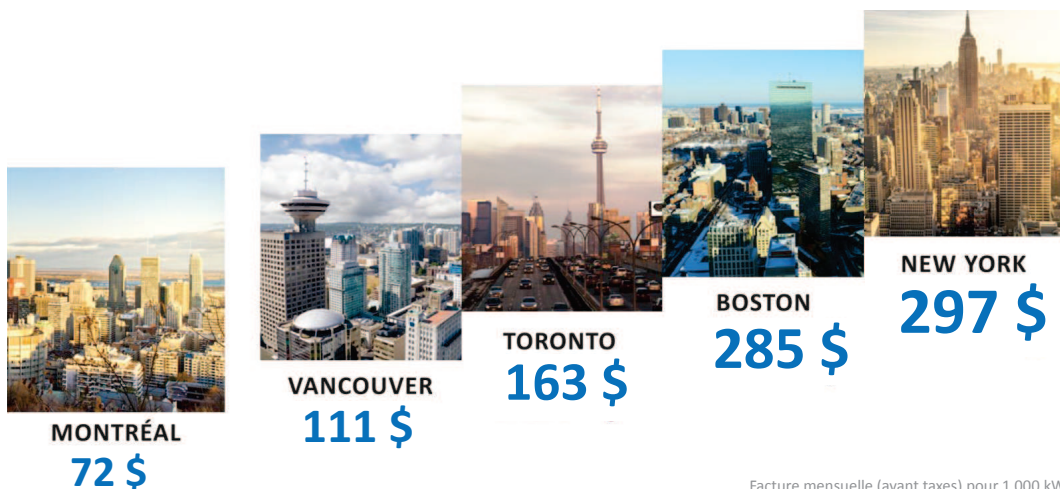 MONTRÉAL
72 $
VANCOUVER
111 $
TORONTO
163 $
BOSTON
285 $
NEW YORK
297 $
Facture mensuelle (avant taxes) pour 1 000